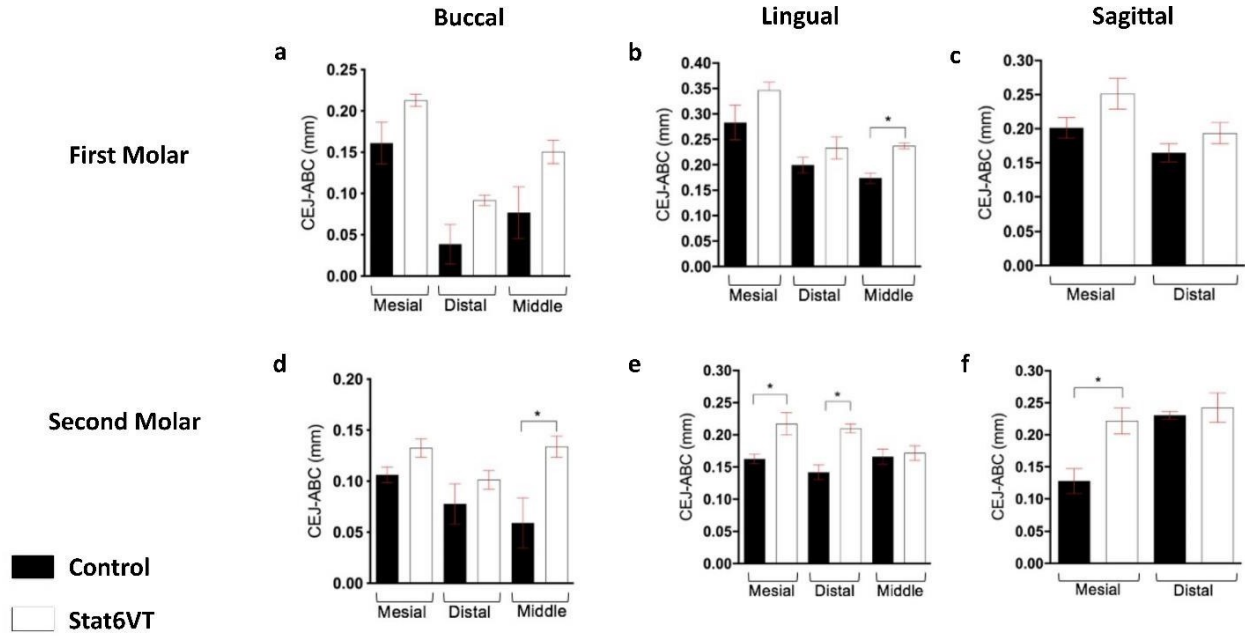 Buccal
Lingual
Sagittal
First Molar
a
CEJ-ABC (mm)
0.25
0.20
0.15
0.10
0.05
0.00
Mesial Distal Middle
b
CEJ-ABC (mm)
0.40
0.35
0.30
0.25
0.20
0.15
0.10
0.05
0.00
*
Mesial Distal Middle
c
CEJ-ABC (mm)
0.30
0.25
0.20
0.15
0.10
0.05
0.00
Mesial Distal
Second Molar
d
CEJ-ABC (mm)
0.20
0.15
0.10
0.05
0.00
*
Mesial Distal Middle
e
CEJ-ABC (mm)
0.30
0.25
0.20
0.15
0.10
0.05
0.00
* *
Mesial Distal Middle
f
CEJ-ABC (mm)
0.30
0.25
0.20
0.15
0.10
0.05
0.00
*
Mesial Distal
Control
Stat6VT